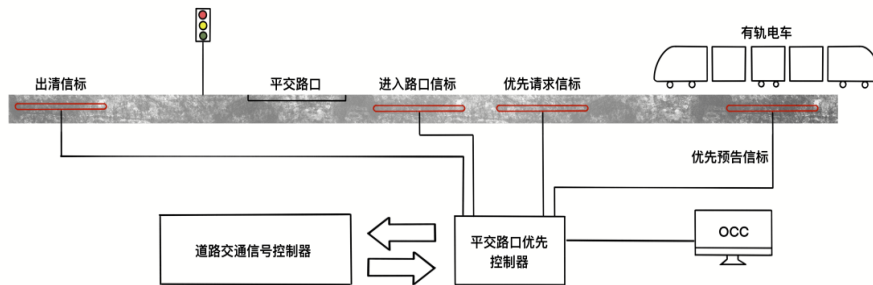 有轨电车
出清信标
平交路口
进入路口信标
优先请求信标
优先预告信标
道路交通信号控制器
平交路口优先
控制器
OCC